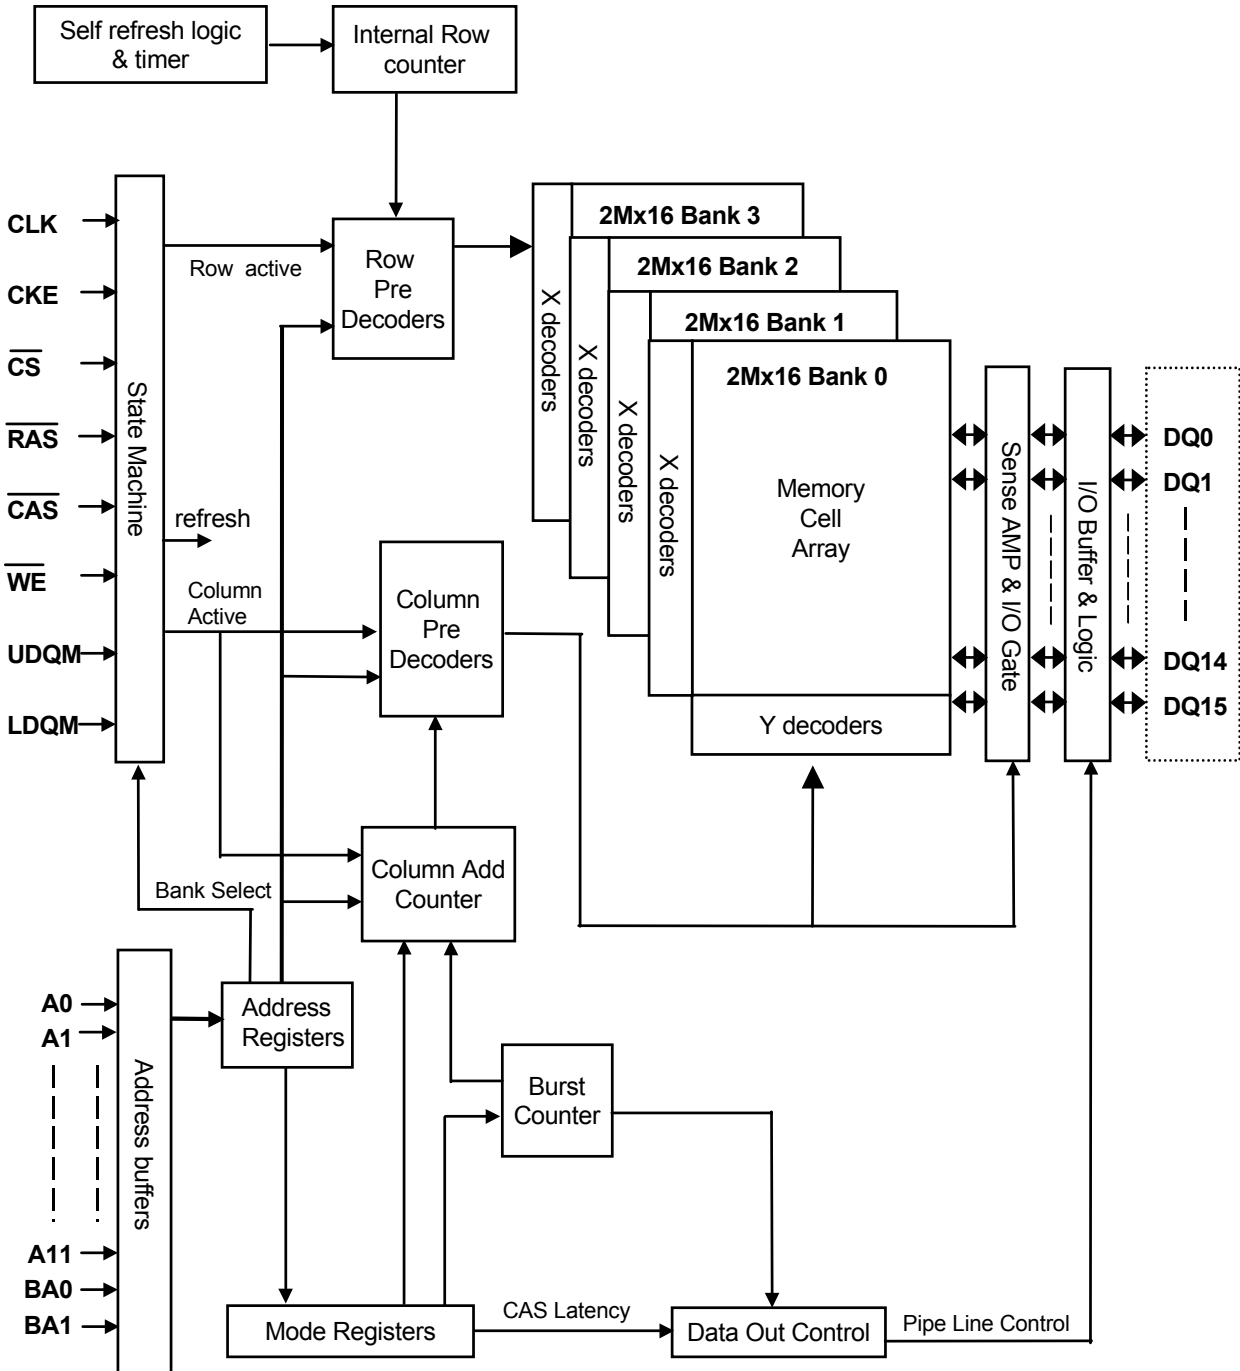 Self refresh logic
& timer
Internal Row
counter
CLK
CKE
CS
RAS
CAS
WE
UDQM
LDQM
State Machine
Row active
refresh
Column
Active
Bank Select
Row
Pre
Decoders
Column
Pre
Decoders
Column Add
Counter
X decoders
X decoders
X decoders
X decoders
2Mx16 Bank 3
2Mx16 Bank 2
2Mx16 Bank 1
2Mx16 Bank 0
Memory
Cell
Array
Y decoders
Sense AMP & I/O Gate
I/O Buffer & Logic
DQ0
DQ1
DQ14
DQ15
A0
A1
A11
BA0
BA1
Address buffers
Address
Registers
Burst
Counter
Mode Registers
CAS Latency
Data Out Control
Pipe Line Control